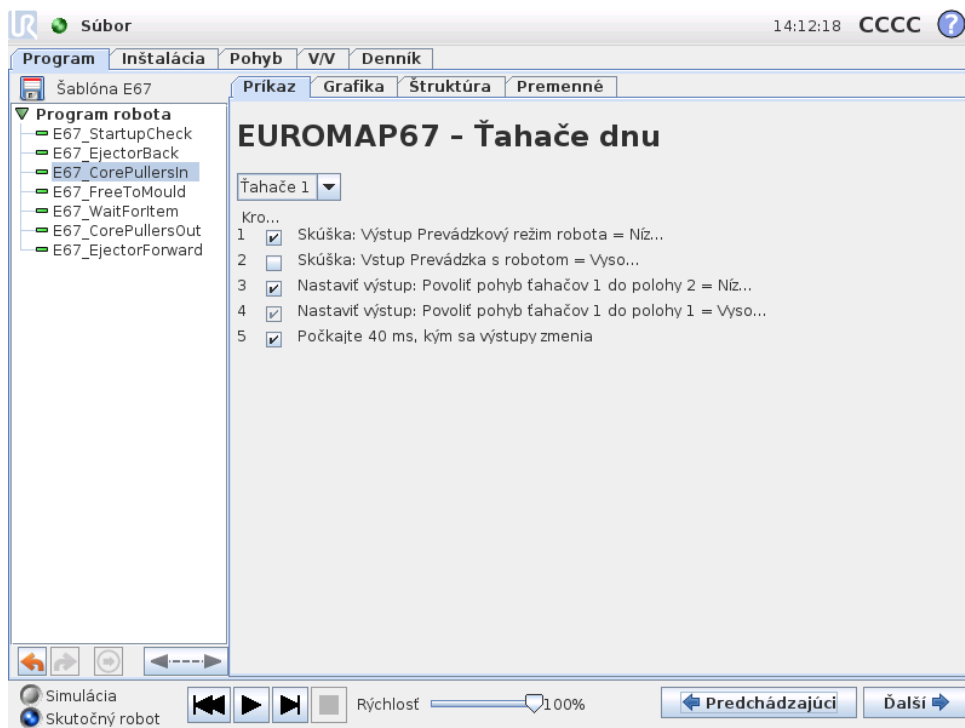 UR Súbor 14:12:18 CCCC ?
Program Inštalácia Pohyb V/V Denník
Šablóna E67
Príkaz Grafika Štruktúra Premenné
Program robota
E67_StartupCheck
E67_EjectorBack
E67_CorePullersIn
E67_FreeToMould
E67_WaitForItem
E67_CorePullersOut
E67_EjectorForward
EUROMAP67 – Ťahače dnu
Ťahače 1
Kro...
1 Skúška: Výstup Prevádzkový režim robota = Níz...
2 Skúška: Vstup Prevádzka s robotom = Vyso...
3 Nastaviť výstup: Povoliť pohyb ťahačov 1 do polohy 2 = Níz...
4 Nastaviť výstup: Povoliť pohyb ťahačov 1 do polohy 1 = Vyso...
5 Počkajte 40 ms, kým sa výstupy zmenia
Simulácia
Skutočný robot
Rýchlosť 100%
Predchádzajúci
Ďalší